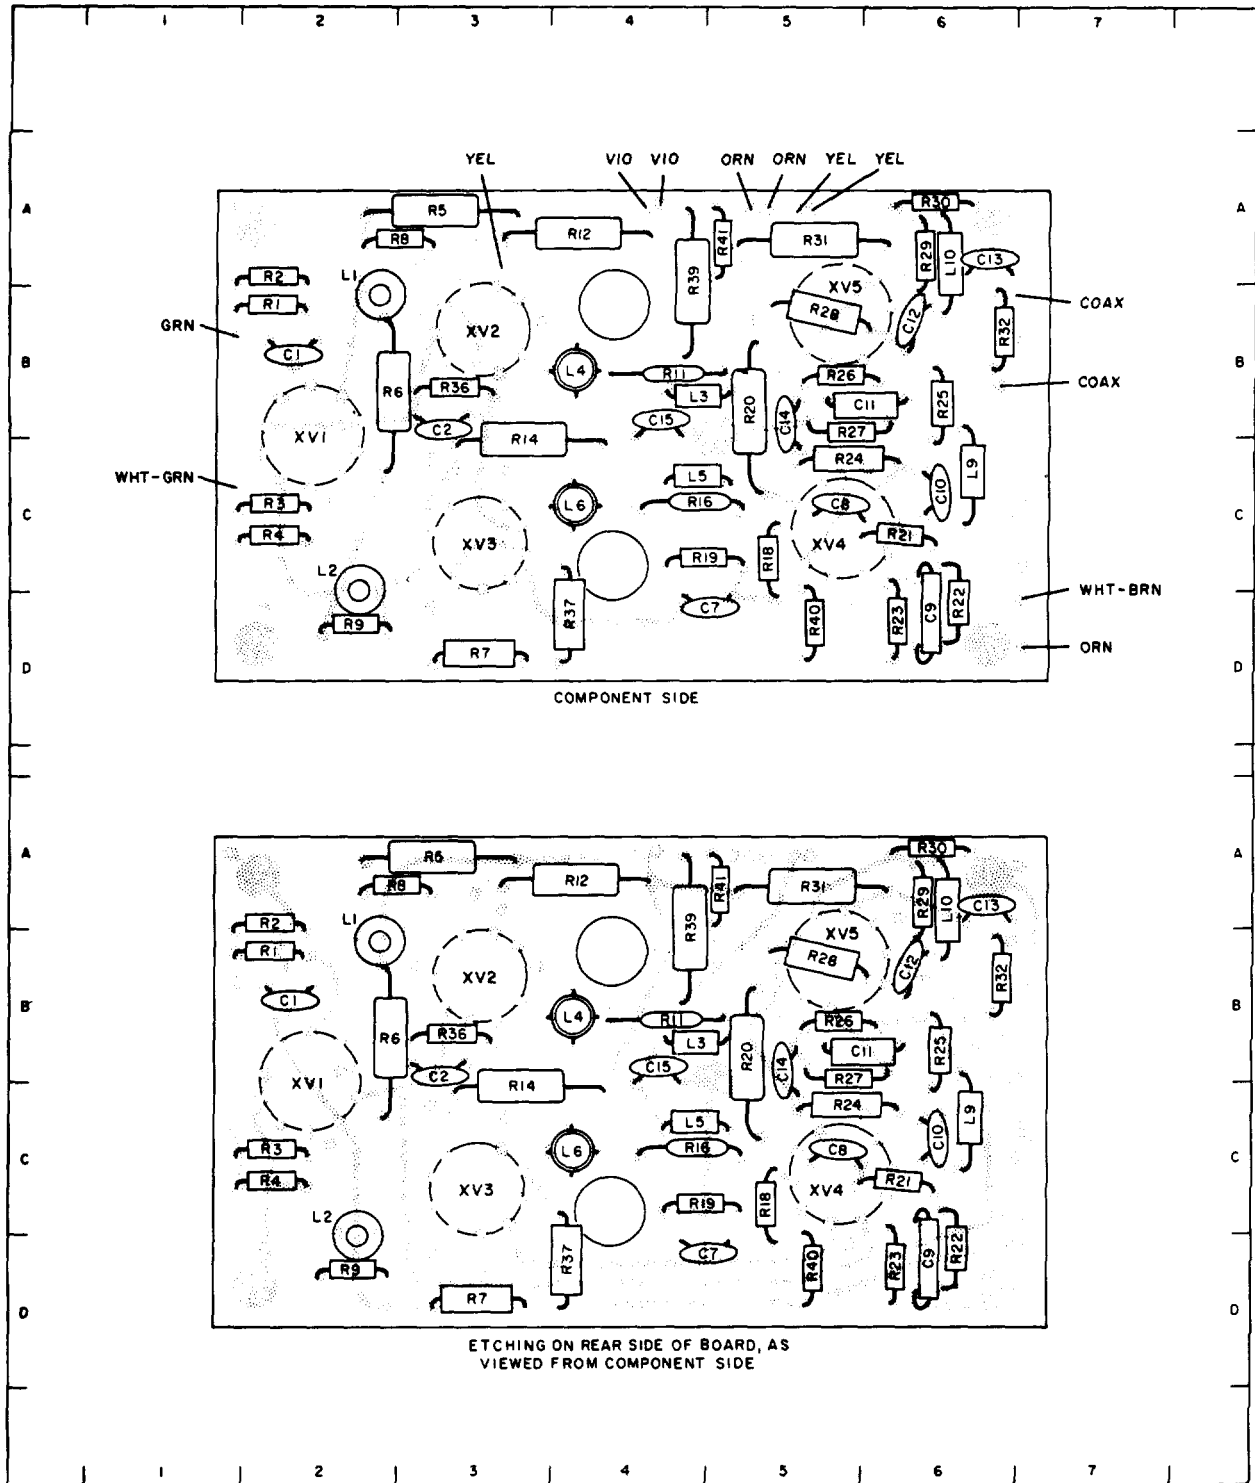 1 2 3 4 5 6 7
YEL VIO VIO ORN ORN YEL YEL
A R5 R30 A
R8 R12 R41 R31 R29 L10 C13
R2 L1 R39 XV5
R1 R28 C12 COAX
GRN XV2 R32
B C1 L4 B
R6 R36 R11 R26 COAX
L3 R20 C11 R25
XV1 C2 R14 C15 C14 R27
R24 L9
WHT-GRN L5 C10
C R3 L6 R16 C8 C
R4 XV3 R19 R18 XV4 R21
L2
R9 R37 C7 R40 R23 C9 R22 WHT-BRN
D R7 ORN D
COMPONENT SIDE
A R5 R30 A
R8 R12 R41 R31 R29 L10 C13
R2 L1 R39 XV5
R1 XV2 R28 C12 R32
B C1 L4 B
R6 R36 R11 R26
L3 R20 C11 R25
XV1 C2 R14 C15 C14 R27
R24 L9
L5 C10
C R3 L6 R16 C8 C
R4 XV3 R19 R18 XV4 R21
L2
R9 R37 C7 R40 R23 C9 R22
D R7 D
ETCHING ON REAR SIDE OF BOARD, AS
VIEWED FROM COMPONENT SIDE
1 2 3 4 5 6 7